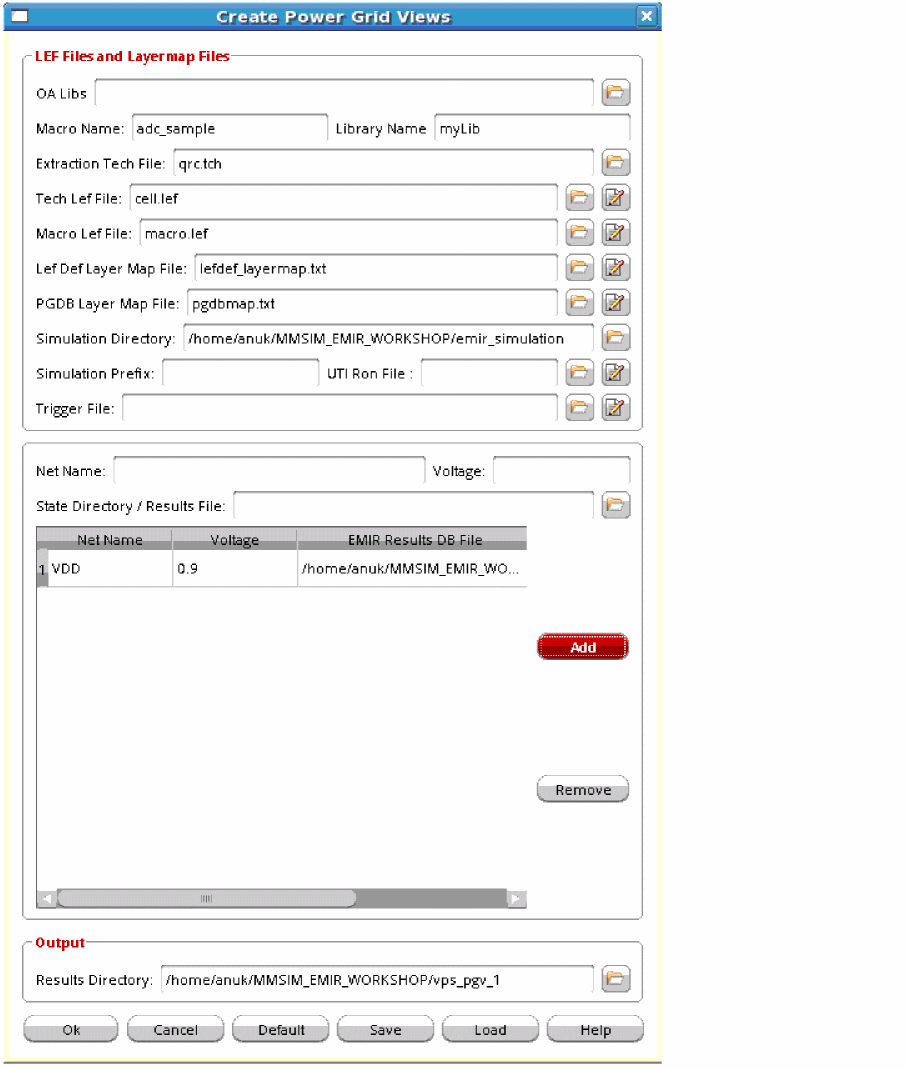 Create Power Grid Views
LEF Files and Layermap Files
OA Libs
Macro Name: adc_sample Library Name myLib
Extraction Tech File: qrc.tch
Tech Lef File: cell.lef
Macro Lef File: macro.lef
Lef Def Layer Map File: lefdef_layermap.txt
PGDB Layer Map File: pgdbmap.txt
Simulation Directory: /home/anuk/MMSIM_EMIR_WORKSHOP/emir_simulation
Simulation Prefix: UTI Ron File :
Trigger File:
Net Name: Voltage:
State Directory / Results File:
Net Name Voltage EMIR Results DB File
1 VDD 0.9 /home/anuk/MMSIM_EMIR_WO...
Add
Remove
Output
Results Directory: /home/anuk/MMSIM_EMIR_WORKSHOP/vps_pgv_1
Ok Cancel Default Save Load Help